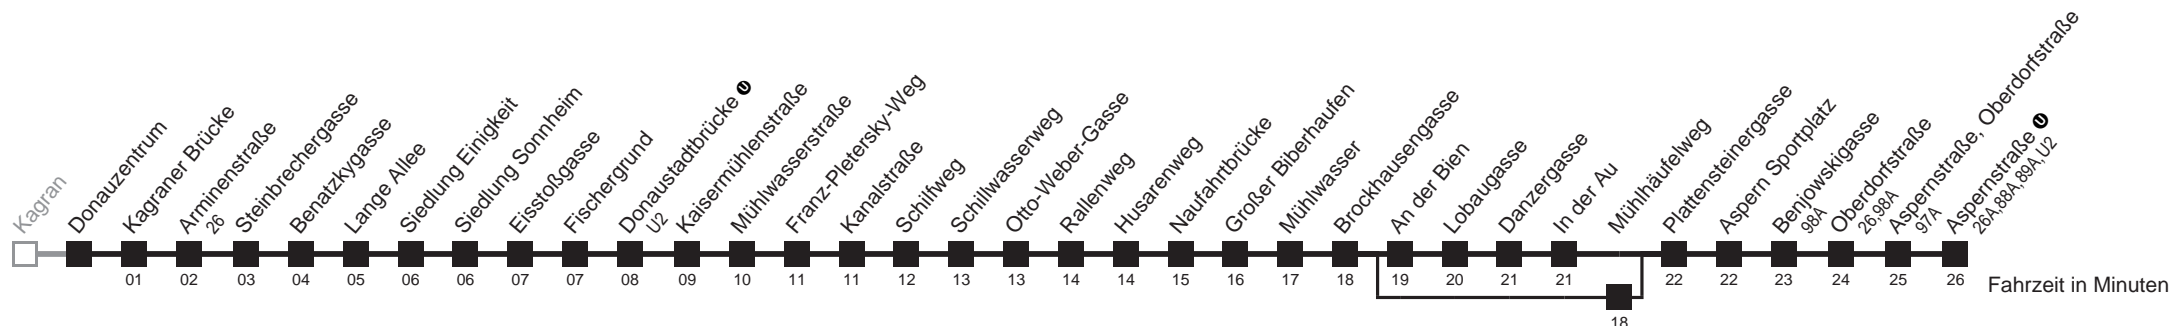 Kagran
Donauzentrum
Kagraner Brücke
01
Arminenstraße
26
02
Steinbrechergasse
03
Benatzkygasse
04
Lange Allee
05
Siedlung Einigkeit
06
Siedlung Sonnheim
06
Eisstoßgasse
07
Fischergrund
07
Donaustadtbrücke U
U2
08
Kaisermühlenstraße
09
Mühlwasserstraße
10
Franz-Pletersky-Weg
11
Kanalstraße
11
Schilfweg
12
Schillwasserweg
13
Otto-Weber-Gasse
13
Rallenweg
14
Husarenweg
14
Naufahrtbrücke
15
Großer Biberhaufen
16
Mühlwasser
17
Brockhausengasse
18
An der Bien
19
Lobaugasse
20
Danzergasse
21
In der Au
21
Mühlhäufelweg
18
Plattensteinergasse
22
Aspern Sportplatz
22
Benjowskigasse
98A
23
Oberdorfstraße
26,98A
24
Aspernstraße, Oberdorfstraße
97A
25
Aspernstraße U
26A,88A,89A,U2
26
Fahrzeit in Minuten